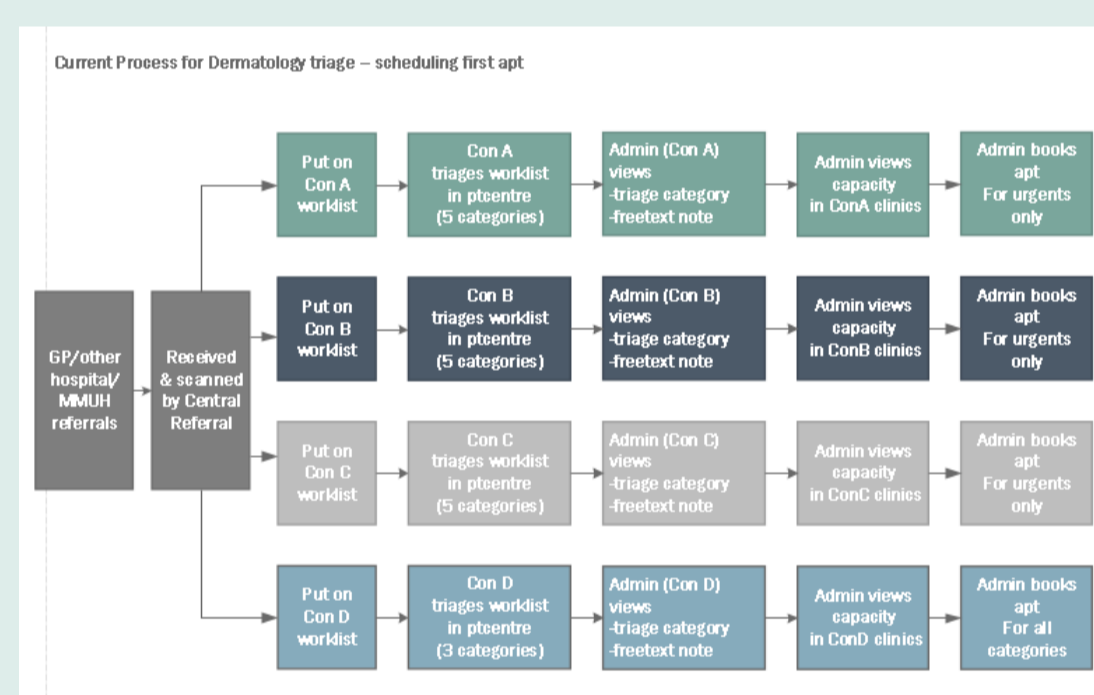 Current Process for Dermatology triage – scheduling first apt
GP/other
hospital/
MMUH
referrals
Received
& scanned
by Central
Referral
Put on
Con A
worklist
Con A
triages worklist
in ptcentre
(5 categories)
Admin (Con A)
views
-triage category
-freetext note
Admin views
capacity
in ConA clinics
Admin books
apt
For urgents
only
Put on
Con B
worklist
Con B
triages worklist
in ptcentre
(5 categories)
Admin (Con B)
views
-triage category
-freetext note
Admin views
capacity
in ConB clinics
Admin books
apt
For urgents
only
Put on
Con C
worklist
Con C
triages worklist
in ptcentre
(5 categories)
Admin (Con C)
views
-triage category
-freetext note
Admin views
capacity
in ConC clinics
Admin books
apt
For urgents
only
Put on
Con D
worklist
Con D
triages worklist
in ptcentre
(3 categories)
Admin (Con D)
views
-triage category
-freetext note
Admin views
capacity
in ConD clinics
Admin books
apt
For all
categories